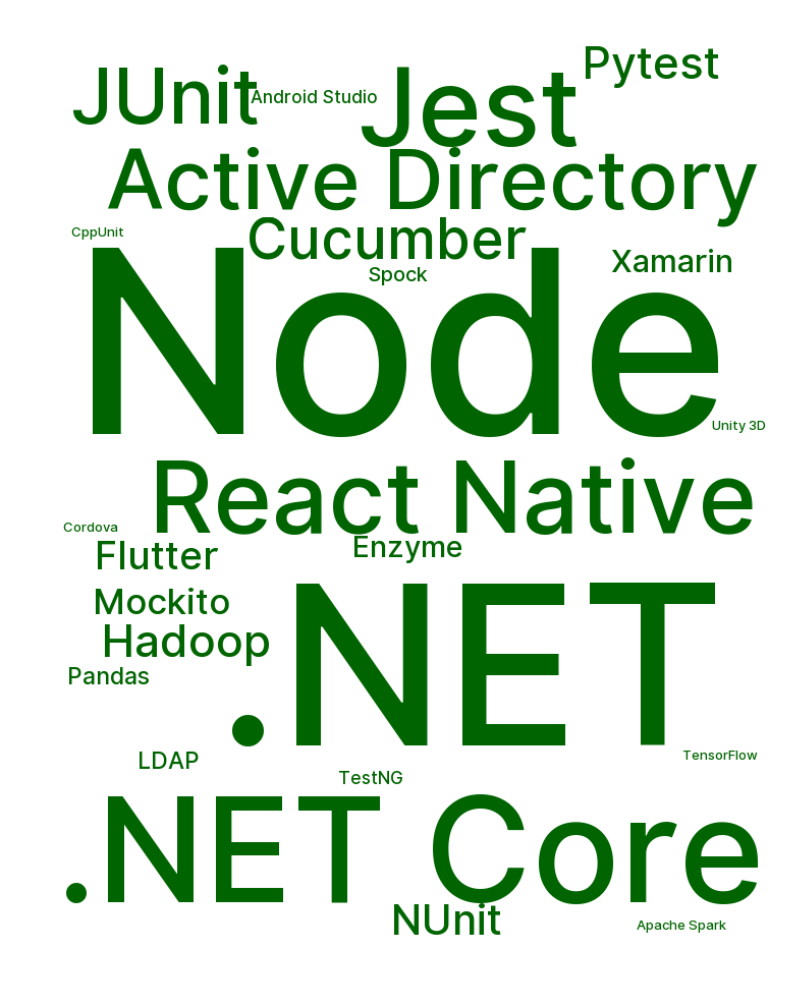 Pytest
JUnit
Android Studio
Jest
Active Directory
CppUnit
Cucumber
Spock
Xamarin
Node
Unity 3D
React Native
Cordova
Flutter
Enzyme
Mockito
Hadoop
Pandas
.NET
LDAP
TensorFlow
TestNG
.NET Core
NUnit
Apache Spark